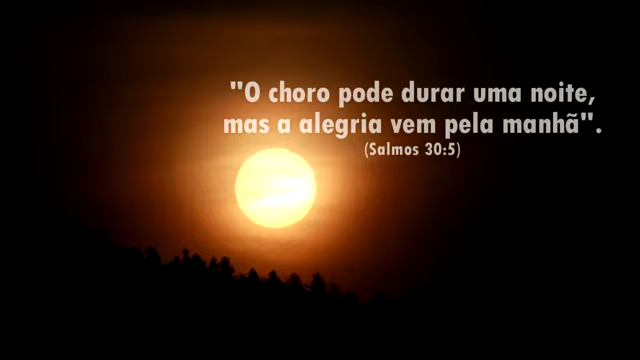 "O choro pode durar uma noite,
mas a alegria vem pela manhã".
(Salmos 30:5)